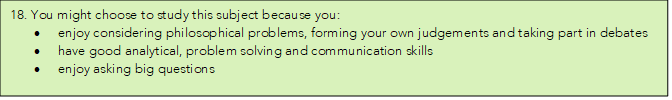 18. You might choose to study this subject because you:
• enjoy considering philosophical problems, forming your own judgements and taking part in debates
• have good analytical, problem solving and communication skills
• enjoy asking big questions